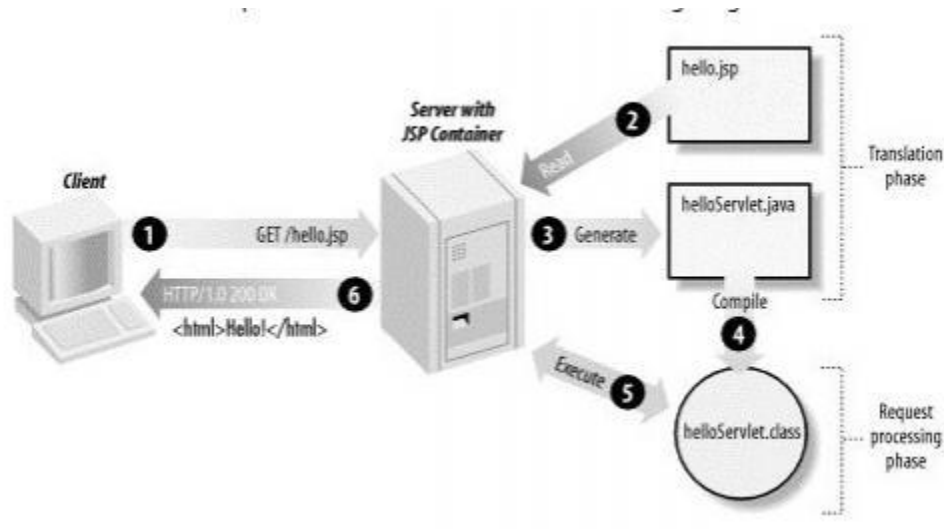 hello.jsp
Server with
JSP Container
2
Read
Translation
phase
Client
1
GET /hello.jsp
3
Generate
helloServlet.java
HTTP/1.0 200 OK
6
<html>Hello!</html>
Compile
4
Execute
5
helloServlet.class
Request
processing
phase